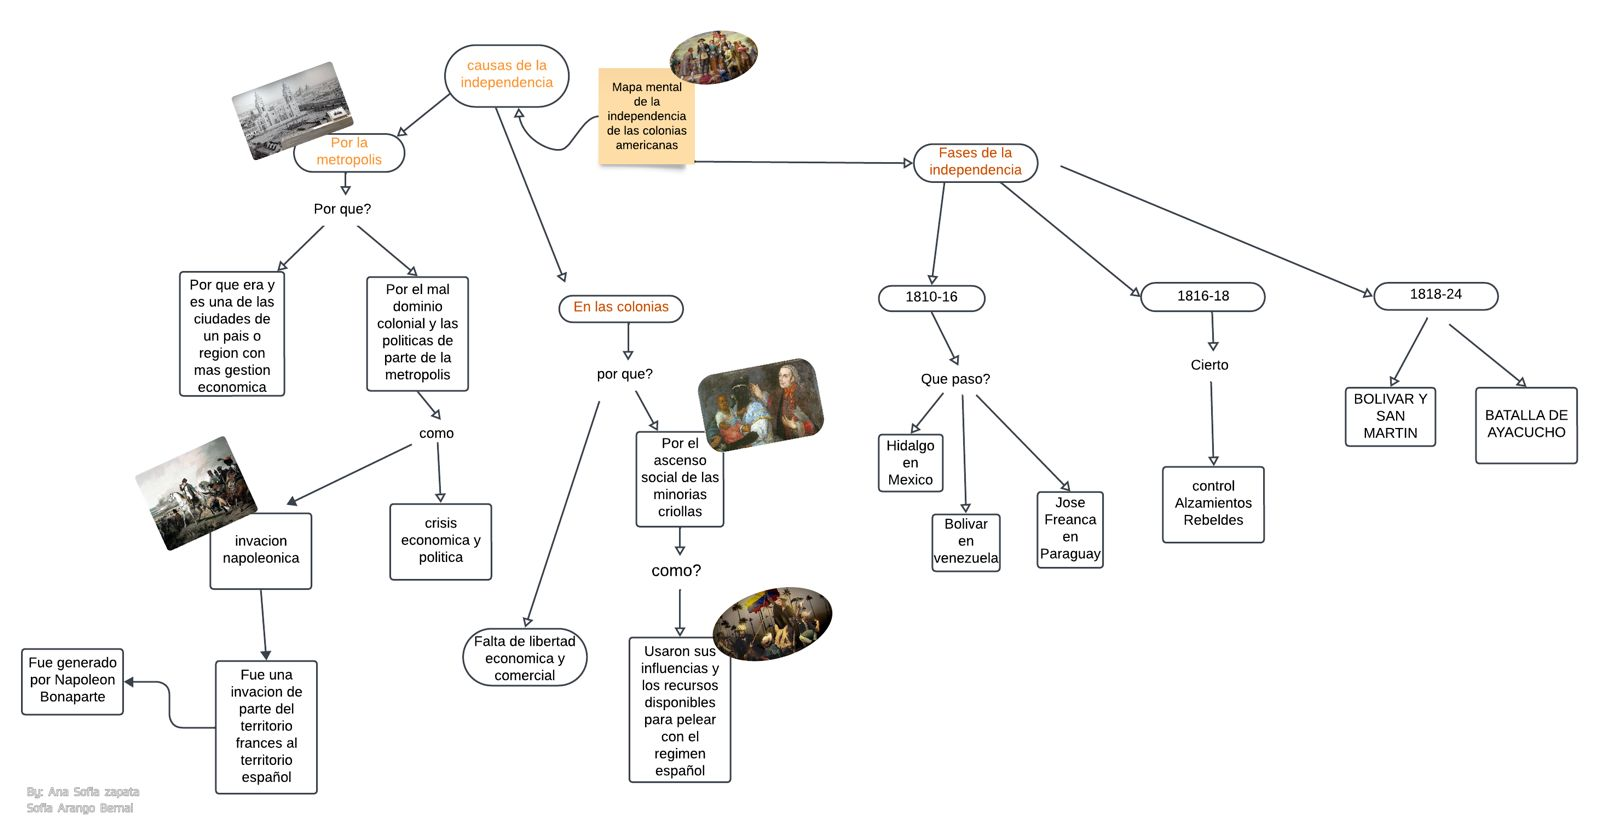 causas de la
independencia
Mapa mental
de la
independencia
de las colonias
americanas
Por la
metropolis
Por que?
Por que era y
es una de las
ciudades de
un pais o
region con
mas gestion
economica
Por el mal
dominio
colonial y las
politicas de
parte de la
metropolis
como
invacion
napoleonica
crisis
economica y
politica
Fue una
invacion de
parte del
territorio
frances al
territorio
español
Fue generado
por Napoleon
Bonaparte
En las colonias
por que?
Falta de libertad
economica y
comercial
Por el
ascenso
social de las
minorias
criollas
como?
Usaron sus
influencias y
los recursos
disponibles
para pelear
con el
regimen
español
Fases de la
independencia
1810-16
Que paso?
Hidalgo
en
Mexico
Bolivar
en
venezuela
Jose
Freanca
en
Paraguay
1816-18
Cierto
control
Alzamientos
Rebeldes
1818-24
BOLIVAR Y
SAN
MARTIN
BATALLA DE
AYACUCHO
By: Ana Sofia zapata
Sofia Arango Bernal